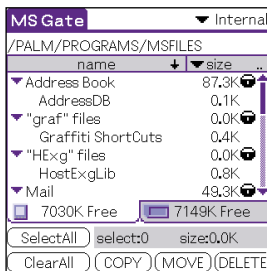 MS Gate Internal
/PALM/PROGRAMS/MSFILES
name size ..
Address Book 87.3K
AddressDB 0.1K
"graf" files 0.0K
Graffiti ShortCuts 0.4K
"HExg" files 0.0K
HostExgLib 0.8K
Mail 49.3K
7030K Free 7149K Free
SelectAll select:0 size:0.0K
ClearAll COPY MOVE DELETE